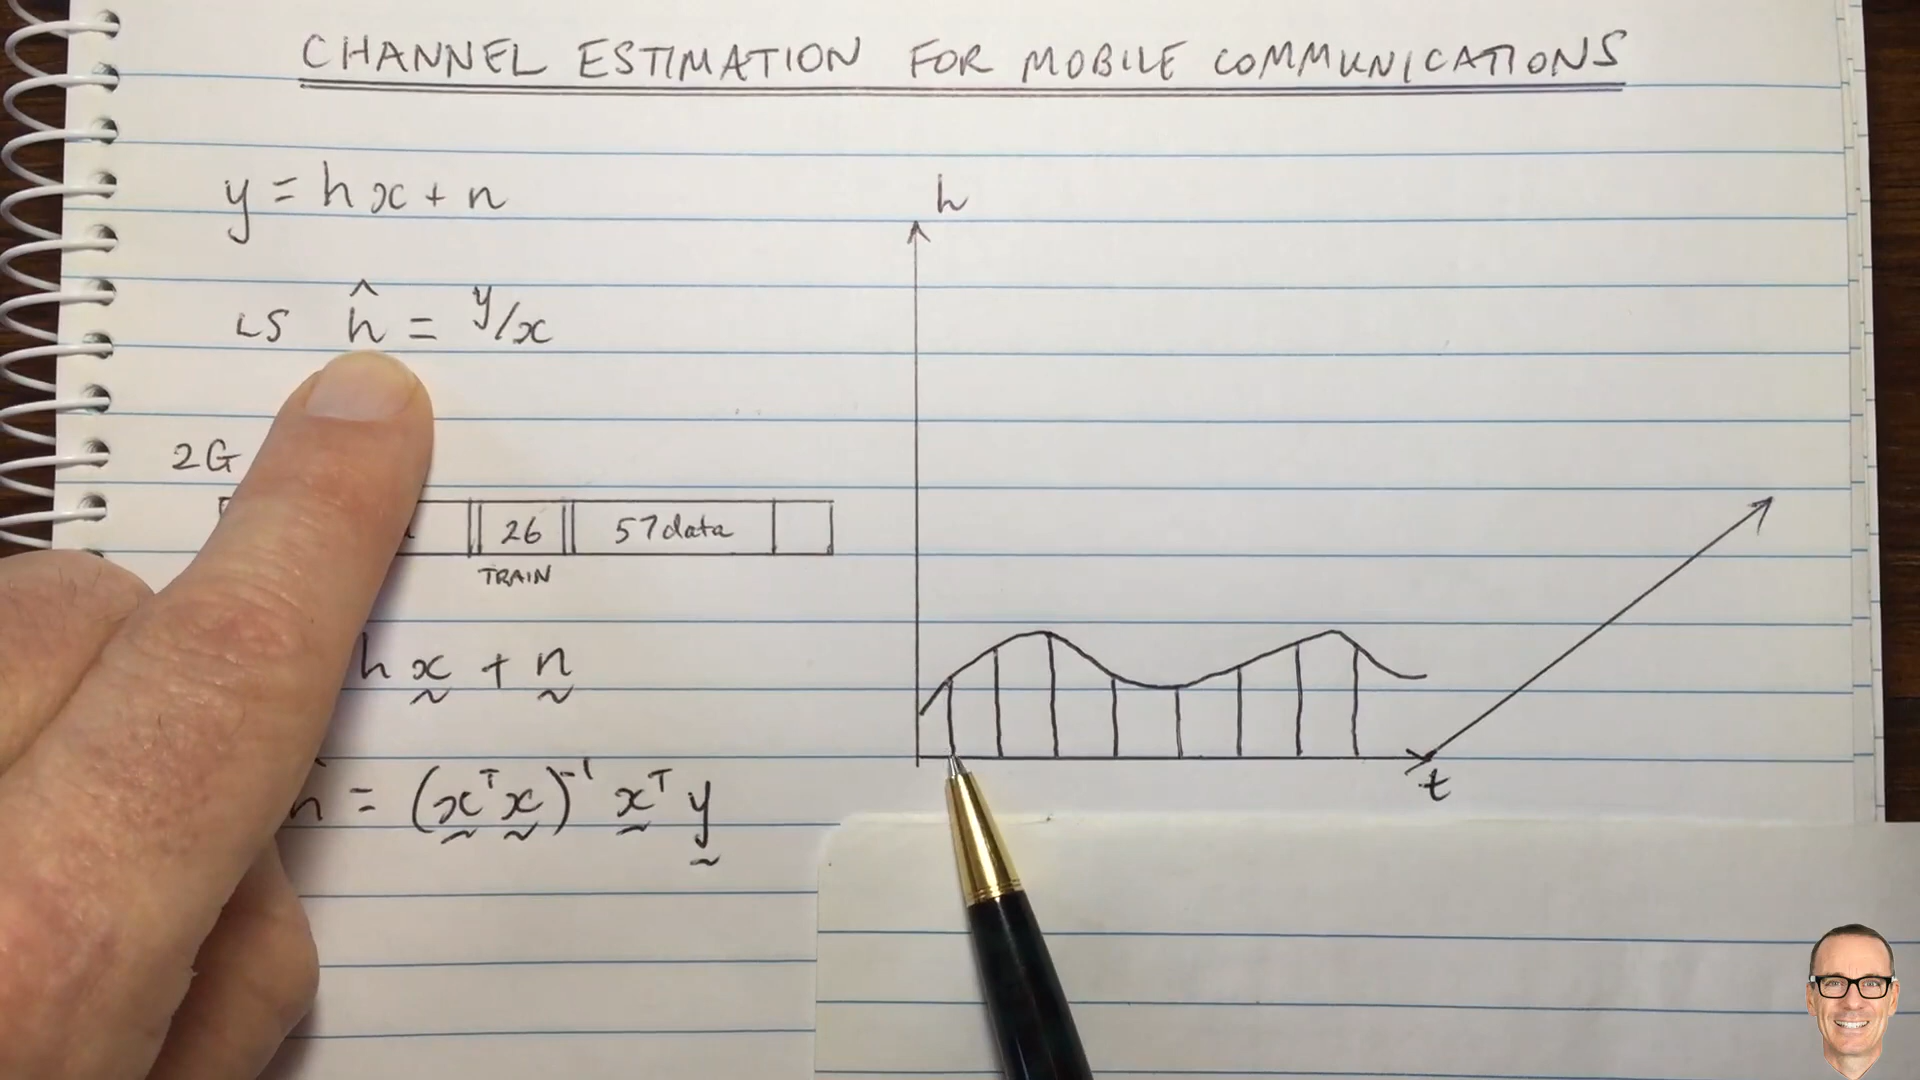 CHANNEL ESTIMATION FOR MOBILE COMMUNICATIONS
y = hx + n
LS ĥ = y/x
2G
26 57data
TRAIN
h x + n
= (xᵀx)⁻¹ xᵀ y
h
t